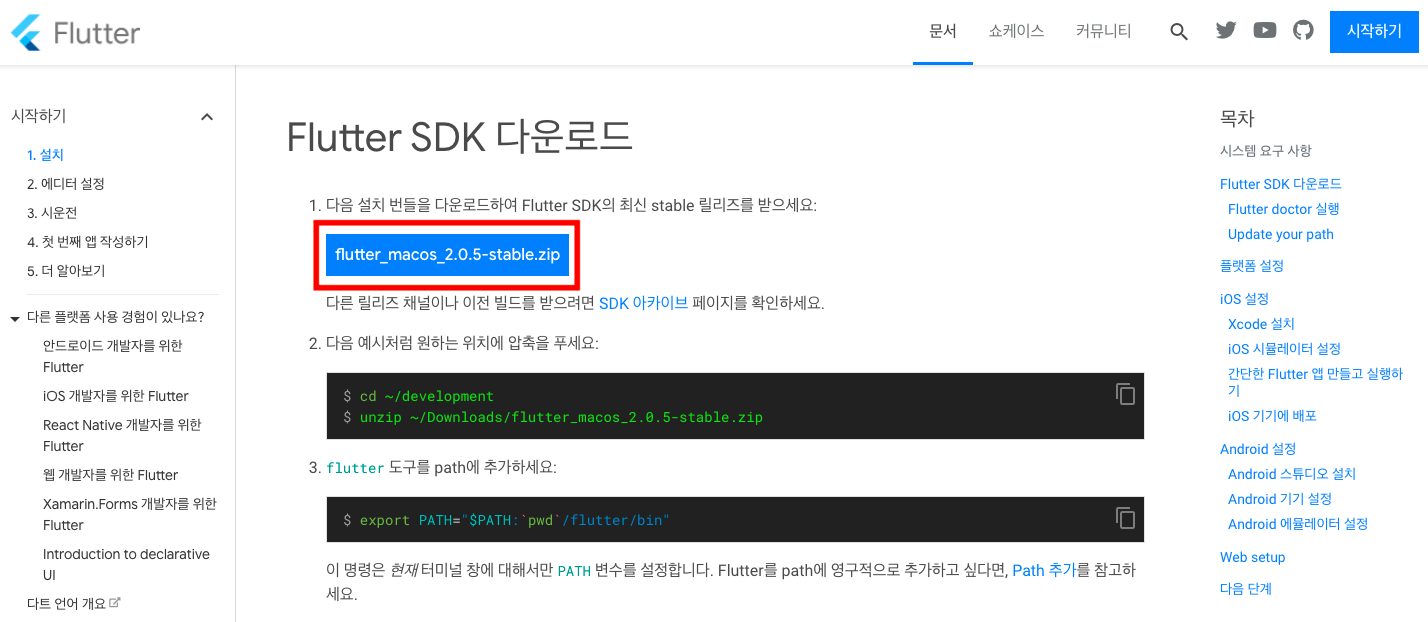 Flutter
문서
쇼케이스
커뮤니티
시작하기
시작하기
1. 설치
2. 에디터 설정
3. 시운전
4. 첫 번째 앱 작성하기
5. 더 알아보기
다른 플랫폼 사용 경험이 있나요?
안드로이드 개발자를 위한
Flutter
iOS 개발자를 위한 Flutter
React Native 개발자를 위한
Flutter
웹 개발자를 위한 Flutter
Xamarin.Forms 개발자를 위한
Flutter
Introduction to declarative
UI
다트 언어 개요
Flutter SDK 다운로드
1. 다음 설치 번들을 다운로드하여 Flutter SDK의 최신 stable 릴리즈를 받으세요:
flutter_macos_2.0.5-stable.zip
다른 릴리즈 채널이나 이전 빌드를 받으려면 SDK 아카이브 페이지를 확인하세요.
2. 다음 예시처럼 원하는 위치에 압축을 푸세요:
$ cd ~/development
$ unzip ~/Downloads/flutter_macos_2.0.5-stable.zip
3. flutter 도구를 path에 추가하세요:
$ export PATH="$PATH:`pwd`/flutter/bin"
이 명령은 현재 터미널 창에 대해서만 PATH 변수를 설정합니다. Flutter를 path에 영구적으로 추가하고 싶다면, Path 추가를 참고하
세요.
목차
시스템 요구 사항
Flutter SDK 다운로드
Flutter doctor 실행
Update your path
플랫폼 설정
iOS 설정
Xcode 설치
iOS 시뮬레이터 설정
간단한 Flutter 앱 만들고 실행하
기
iOS 기기에 배포
Android 설정
Android 스튜디오 설치
Android 기기 설정
Android 에뮬레이터 설정
Web setup
다음 단계